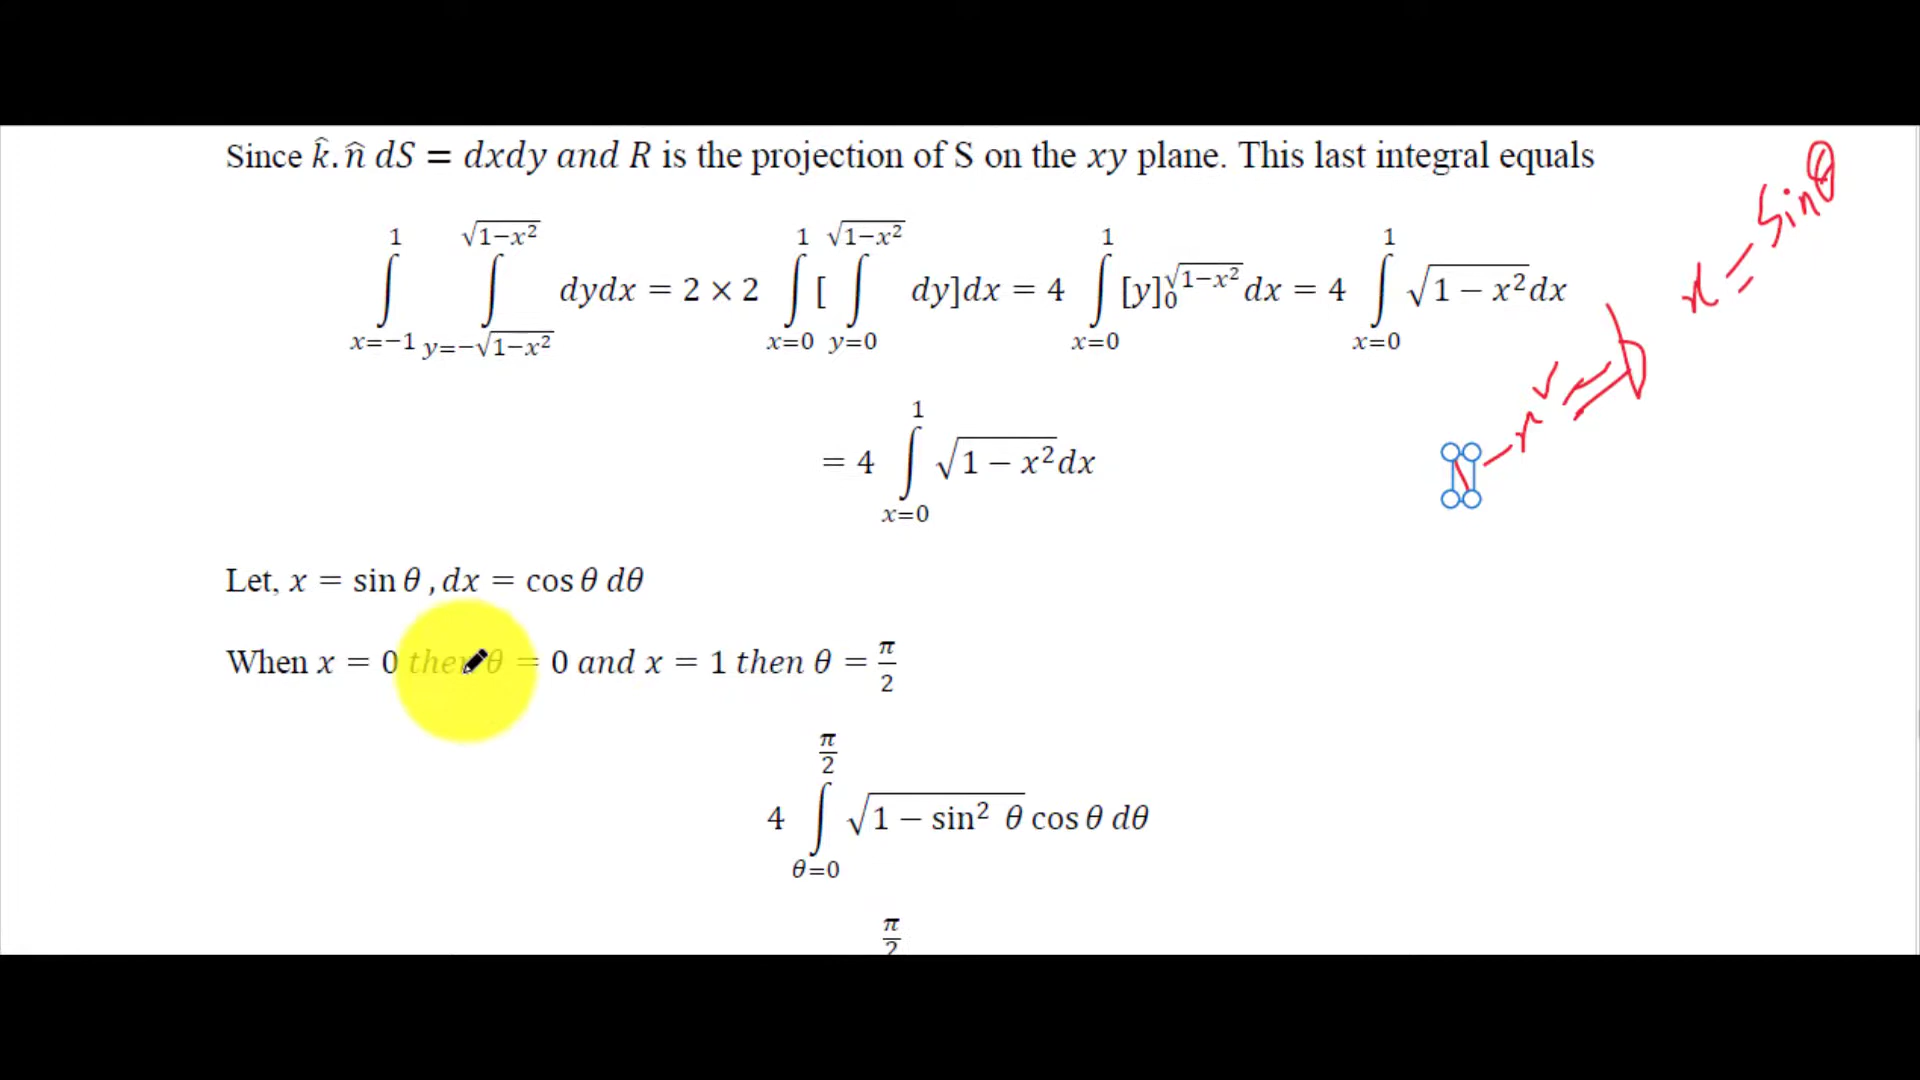 Since k̂.n̂ dS = dxdy and R is the projection of S on the xy plane. This last integral equals
∫_{x=-1}^{1} ∫_{y=-√(1-x²)}^{√(1-x²)} dydx = 2 × 2 ∫_{x=0}^{1} [ ∫_{y=0}^{√(1-x²)} dy]dx = 4 ∫_{x=0}^{1} [y]_0^{√(1-x²)} dx = 4 ∫_{x=0}^{1} √(1 − x²)dx
x = sinθ
= 4 ∫_{x=0}^{1} √(1 − x²)dx
Let, x = sin θ , dx = cos θ dθ
When x = 0 then θ = 0 and x = 1 then θ = π/2
4 ∫_{θ=0}^{π/2} √(1 − sin² θ) cos θ dθ
π/2